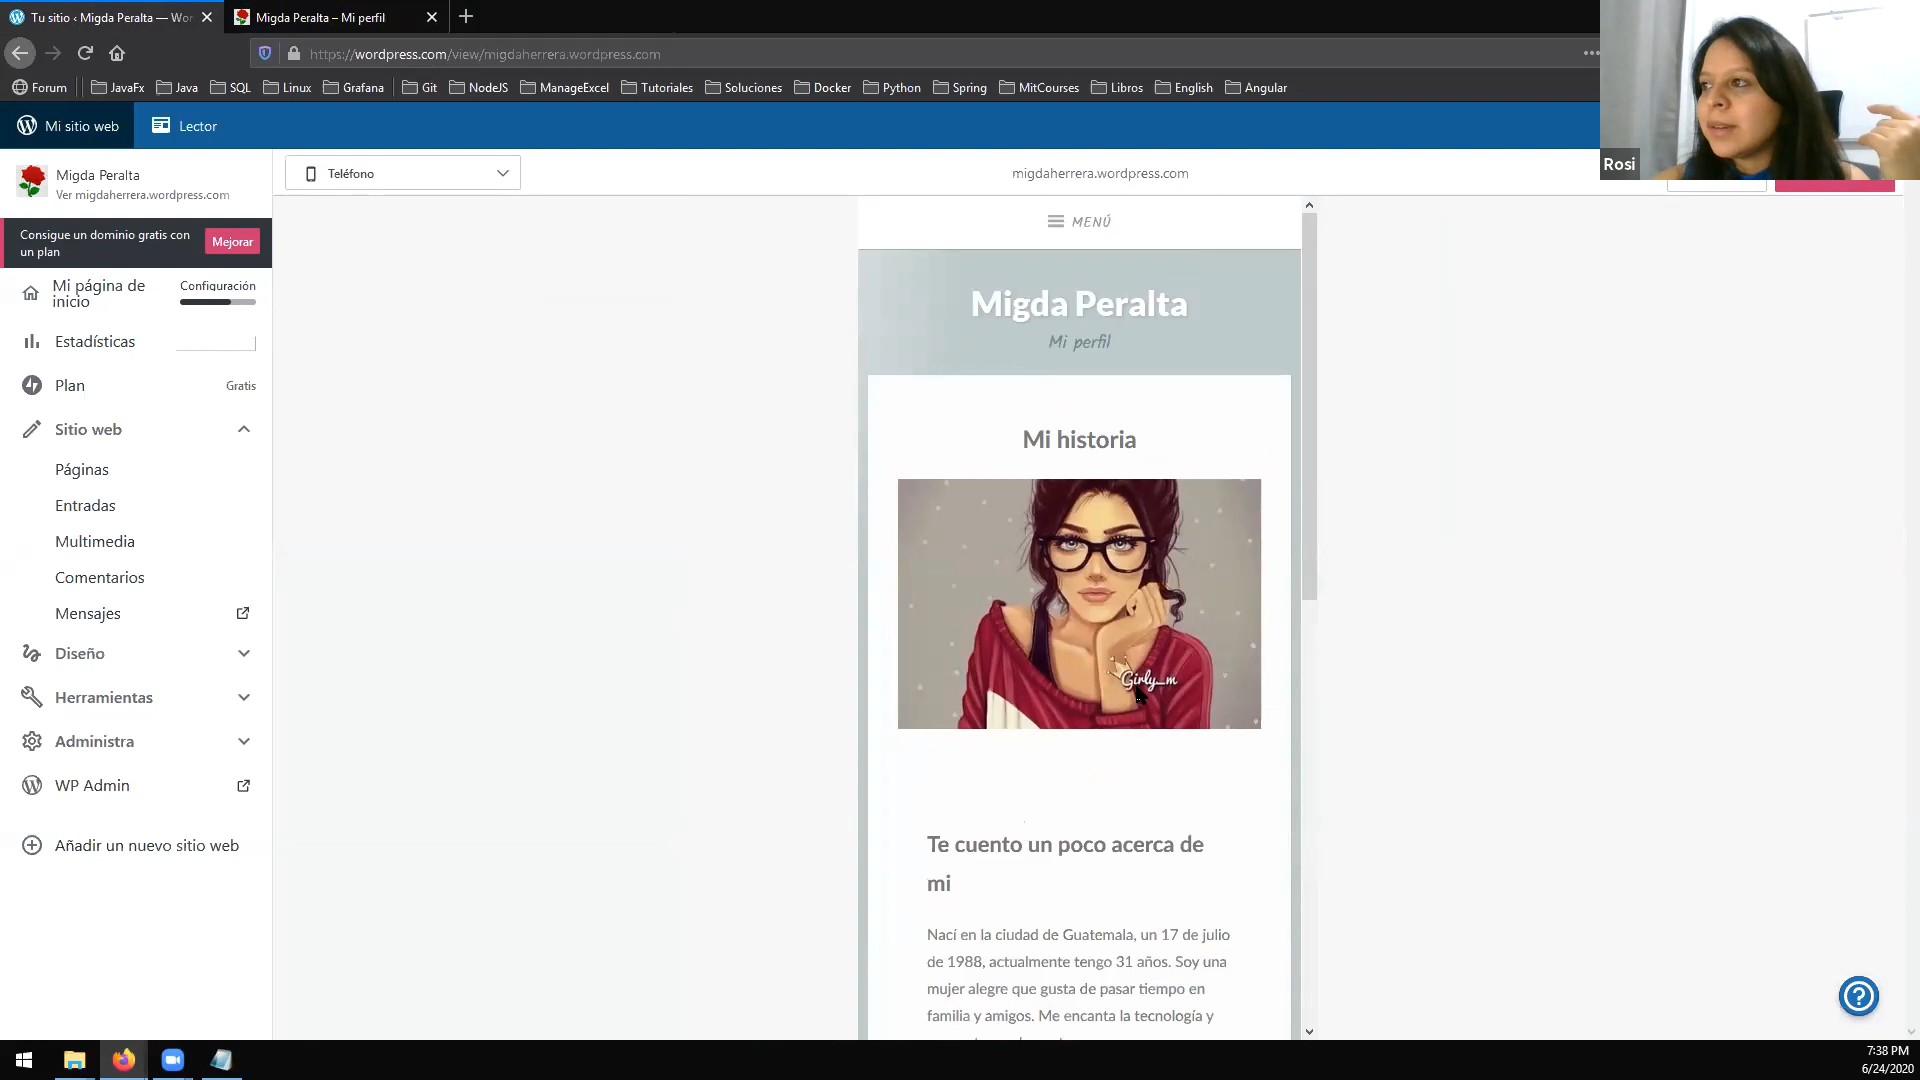 Tu sitio ‹ Migda Peralta — Wor
Migda Peralta – Mi perfil
https://wordpress.com/view/migdaherrera.wordpress.com
Forum
JavaFx
Java
SQL
Linux
Grafana
Git
NodeJS
ManageExcel
Tutoriales
Soluciones
Docker
Python
Spring
MitCourses
Libros
English
Angular
Mi sitio web
Lector
Rosi
Migda Peralta
Ver migdaherrera.wordpress.com
Teléfono
migdaherrera.wordpress.com
Consigue un dominio gratis con
un plan
Mejorar
Mi página de
inicio
Configuración
Estadísticas
Plan
Gratis
Sitio web
Páginas
Entradas
Multimedia
Comentarios
Mensajes
Diseño
Herramientas
Administra
WP Admin
Añadir un nuevo sitio web
MENÚ
Migda Peralta
Mi perfil
Mi historia
Girly_m
Te cuento un poco acerca de
mi
Nací en la ciudad de Guatemala, un 17 de julio
de 1988, actualmente tengo 31 años. Soy una
mujer alegre que gusta de pasar tiempo en
familia y amigos. Me encanta la tecnología y
7:38 PM
6/24/2020